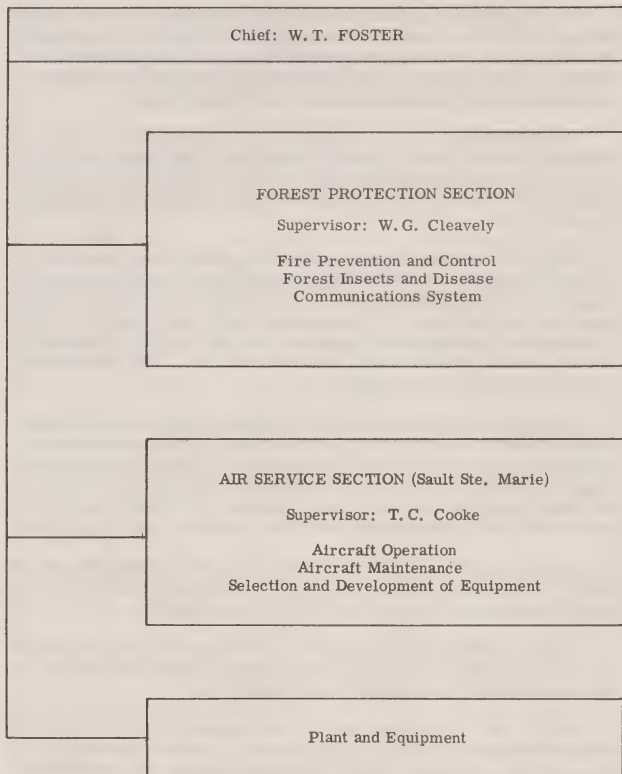 Chief: W. T. FOSTER
FOREST PROTECTION SECTION
Supervisor: W. G. Cleavely
Fire Prevention and Control
Forest Insects and Disease
Communications System
AIR SERVICE SECTION (Sault Ste. Marie)
Supervisor: T. C. Cooke
Aircraft Operation
Aircraft Maintenance
Selection and Development of Equipment
Plant and Equipment